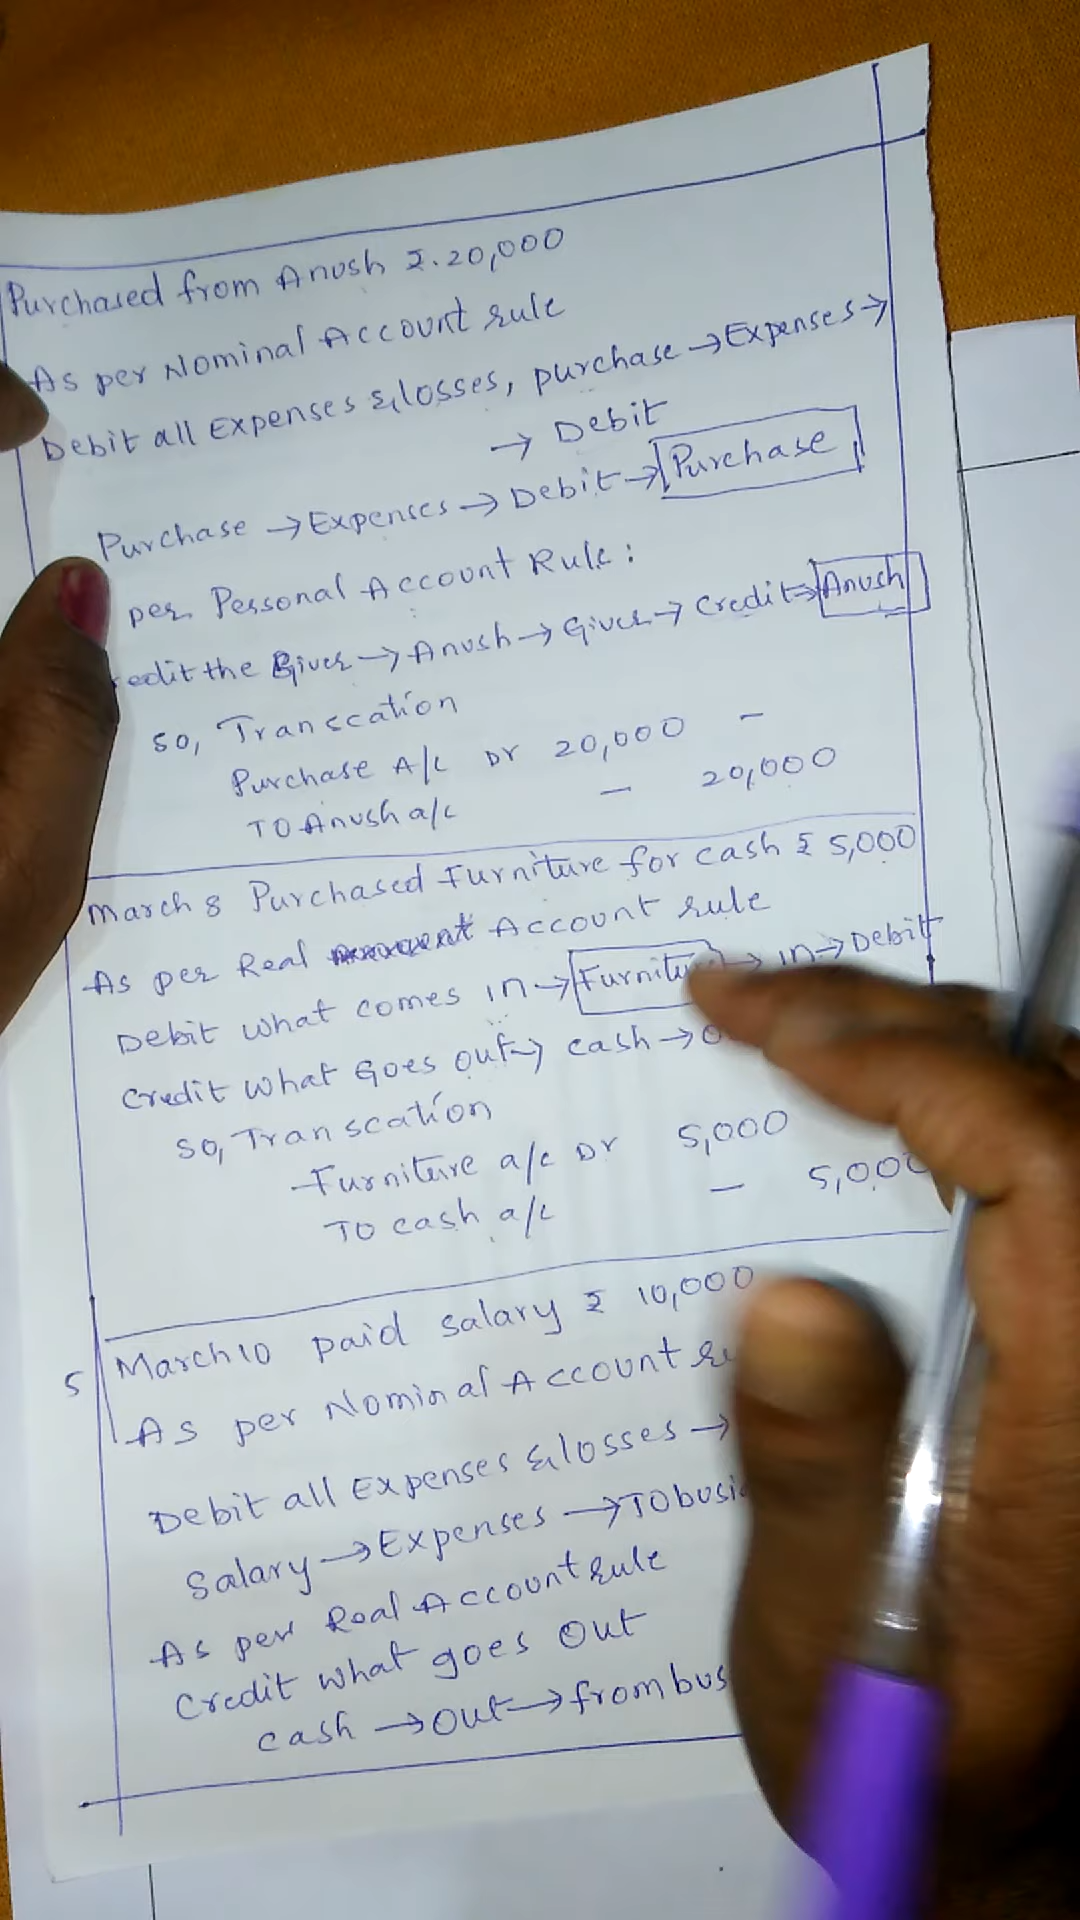 Purchased from Anush ₹.20,000
As per Nominal Account rule
Debit all Expenses & losses, purchase → Expenses →
→ Debit
Purchase → Expenses → Debit → Purchase
per Personal Account Rule :
edit the Giver → Anush → Giver → Credit → Anush
so, Transcation
Purchase A/c Dr 20,000 –
TO Anush a/c – 20,000
March 8 Purchased Furniture for cash ₹ 5,000
As per Real Account rule
Debit what comes in → Furnitu → in → Debit
Credit what Goes out → cash → O
so, Transcation
Furniture a/c Dr 5,000
TO cash a/c – 5,000
5 March 10 paid salary ₹ 10,000
As per Nominal Account ru
Debit all Expenses & losses →
Salary → Expenses → TO busi
As per Real Account rule
Credit what goes out
cash → out → from bus